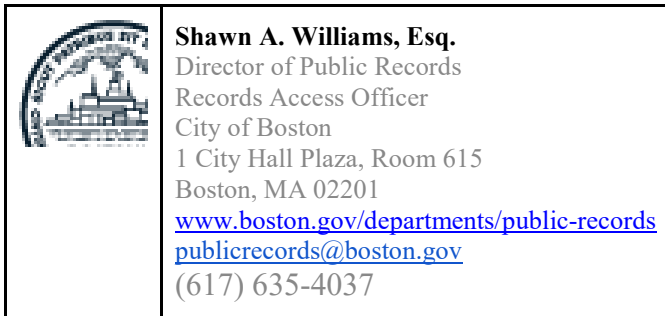 Shawn A. Williams, Esq.
Director of Public Records
Records Access Officer
City of Boston
1 City Hall Plaza, Room 615
Boston, MA 02201
www.boston.gov/departments/public-records
publicrecords@boston.gov
(617) 635-4037